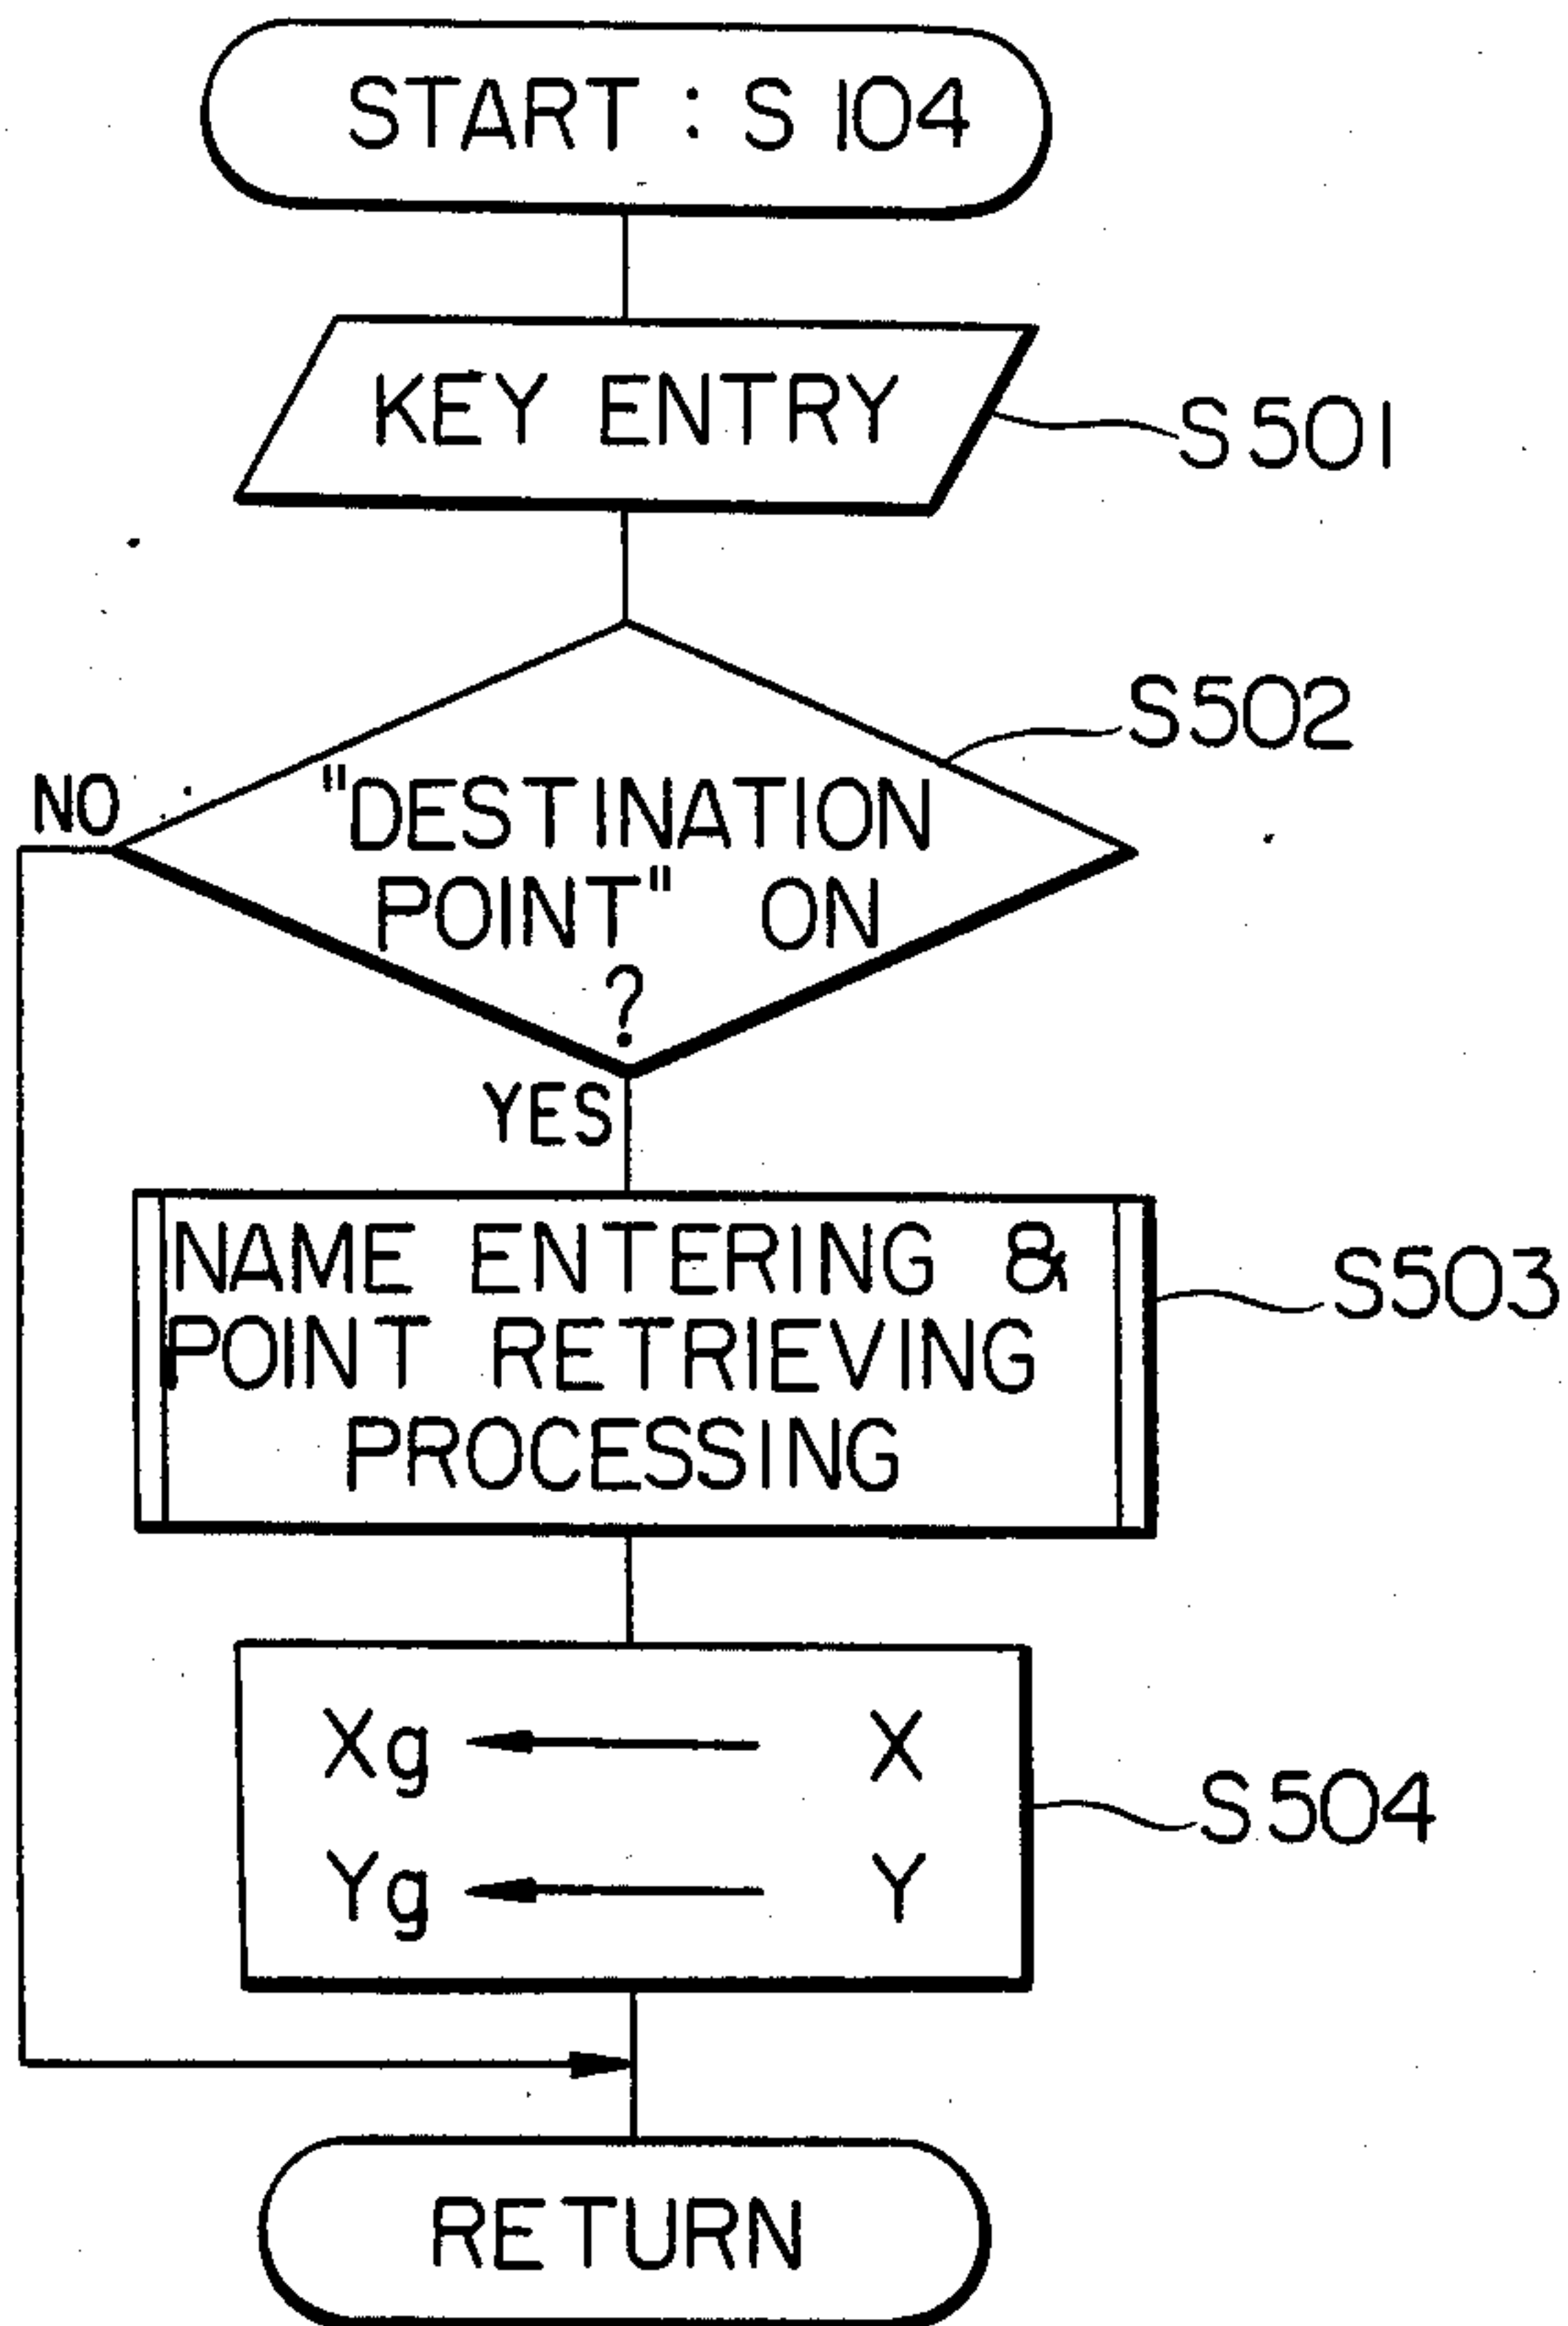 START : S 104
KEY ENTRY
S501
S502
NO
"DESTINATION
POINT" ON
?
YES
NAME ENTERING &
POINT RETRIEVING
PROCESSING
S503
Xg ← X
S504
Yg ← Y
RETURN